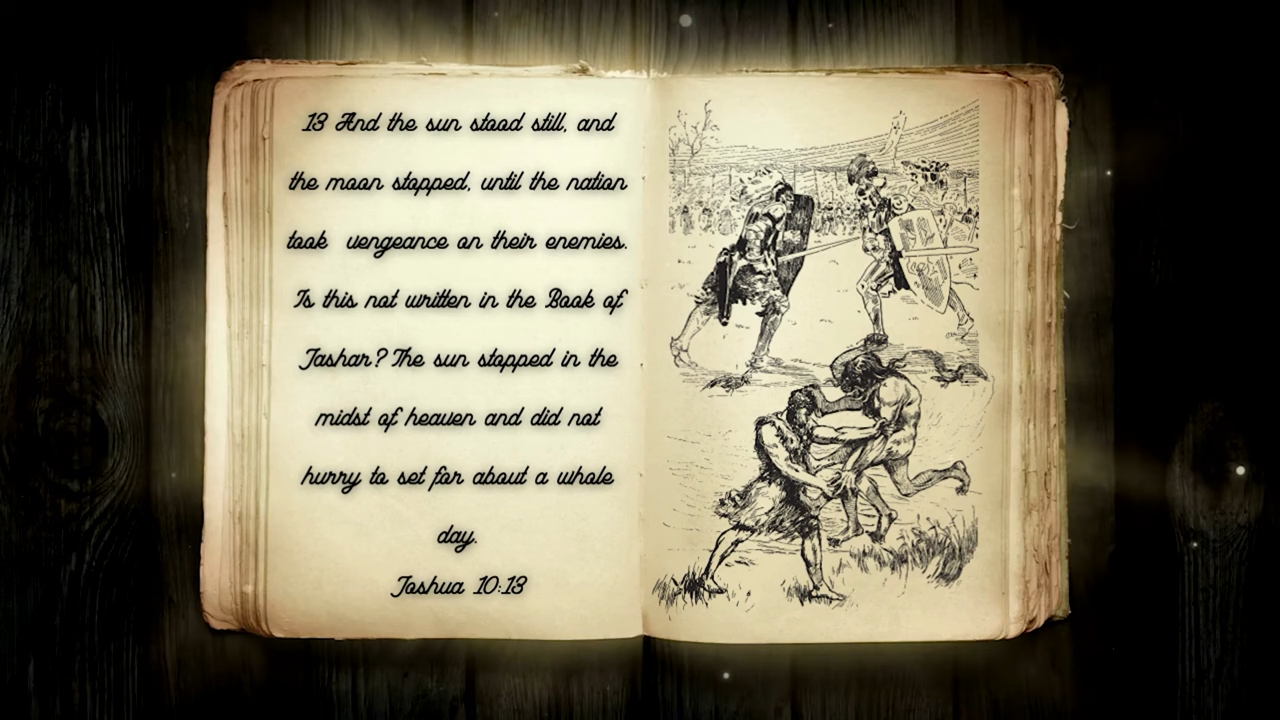 13 And the sun stood still, and
the moon stopped, until the nation
took vengeance on their enemies.
Is this not written in the Book of
Jashar? The sun stopped in the
midst of heaven and did not
hurry to set for about a whole
day.
Joshua 10:13